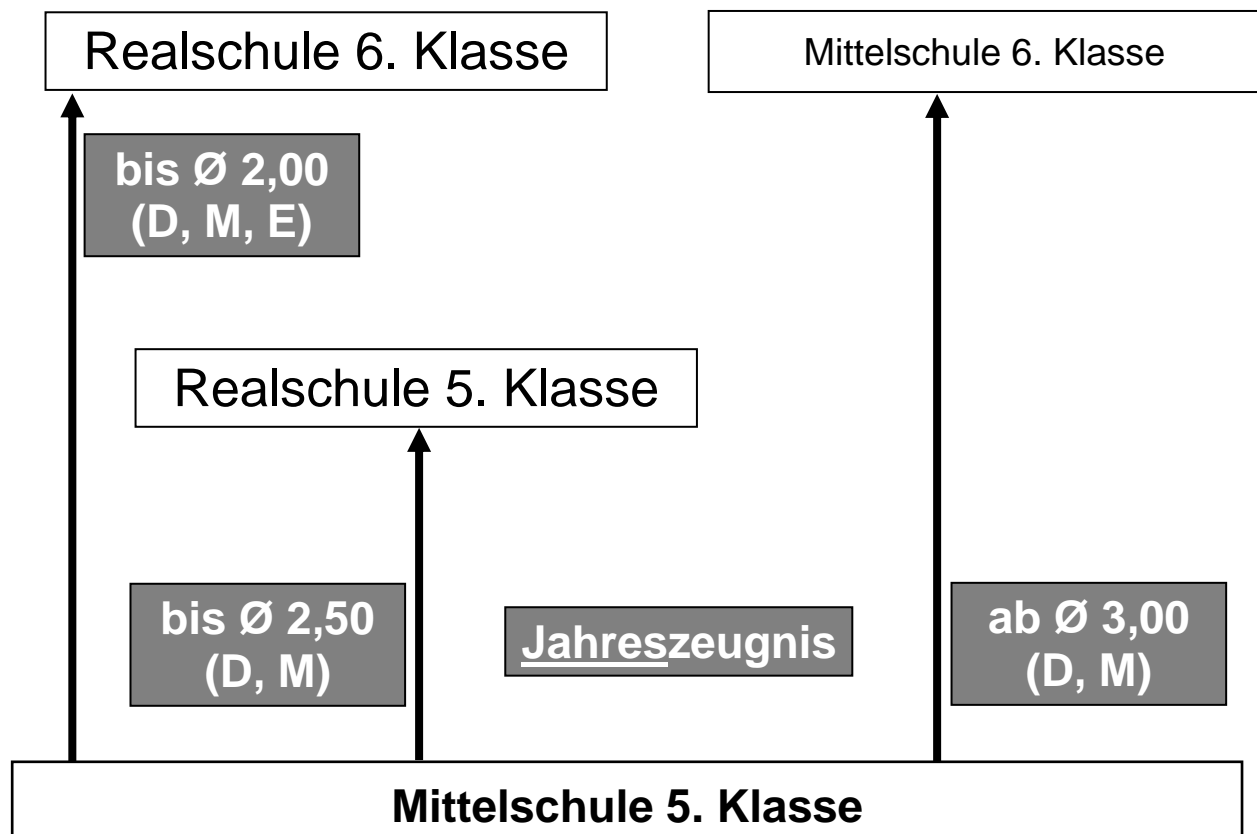 Realschule 6. Klasse
Mittelschule 6. Klasse
bis Ø 2,00
(D, M, E)
Realschule 5. Klasse
bis Ø 2,50
(D, M)
Jahreszeugnis
ab Ø 3,00
(D, M)
Mittelschule 5. Klasse